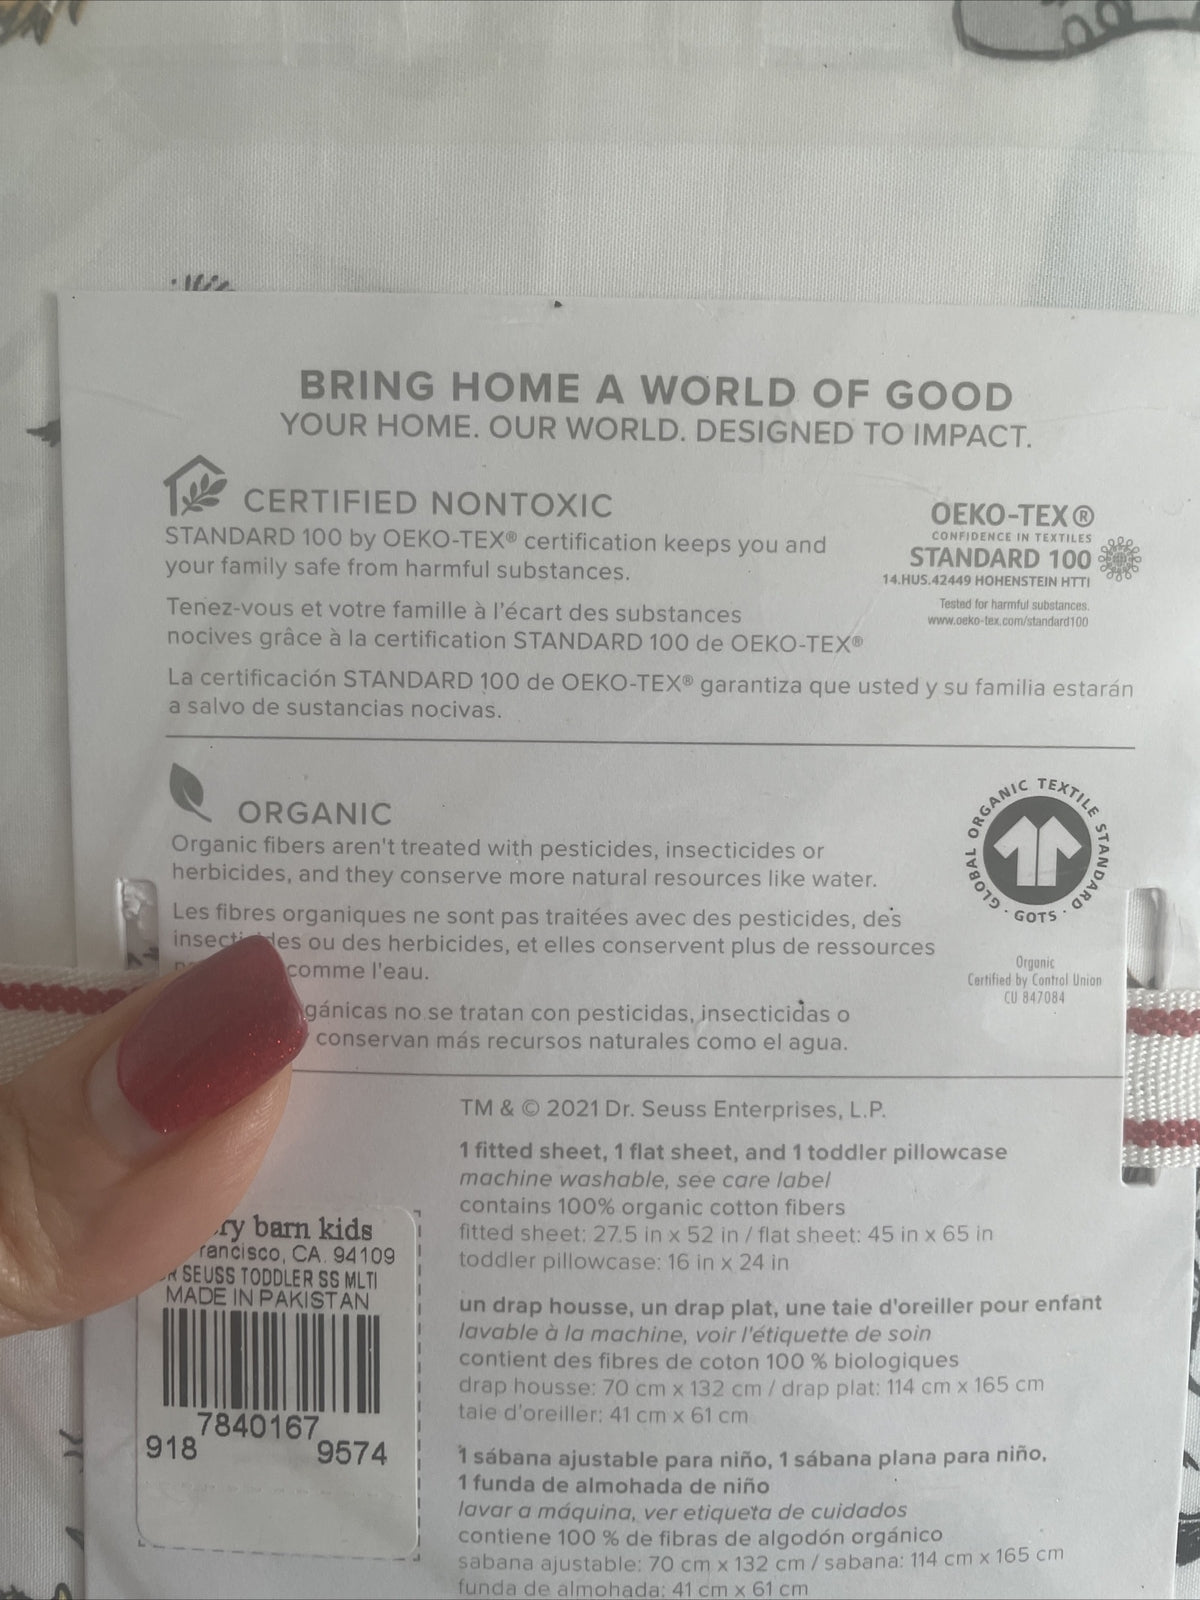 BRING HOME A WORLD OF GOOD
YOUR HOME. OUR WORLD. DESIGNED TO IMPACT.
CERTIFIED NONTOXIC
STANDARD 100 by OEKO-TEX® certification keeps you and
your family safe from harmful substances.
Tenez-vous et votre famille à l'écart des substances
nocives grâce à la certification STANDARD 100 de OEKO-TEX®
La certificación STANDARD 100 de OEKO-TEX® garantiza que usted y su familia estarán
a salvo de sustancias nocivas.
OEKO-TEX®
CONFIDENCE IN TEXTILES
STANDARD 100
14.HUS.42449 HOHENSTEIN HTTI
Tested for harmful substances.
www.oeko-tex.com/standard100
ORGANIC
Organic fibers aren't treated with pesticides, insecticides or
herbicides, and they conserve more natural resources like water.
Les fibres organiques ne sont pas traitées avec des pesticides, des
ou des herbicides, et elles conservent plus de ressources
comme l'eau.
gánicas no se tratan con pesticidas, insecticidas o
conservan más recursos naturales como el agua.
GLOBAL ORGANIC TEXTILE STANDARD
· GOTS ·
Organic
Certified by Control Union
CU 847084
TM & © 2021 Dr. Seuss Enterprises, L.P.
1 fitted sheet, 1 flat sheet, and 1 toddler pillowcase
machine washable, see care label
contains 100% organic cotton fibers
fitted sheet: 27.5 in x 52 in / flat sheet: 45 in x 65 in
toddler pillowcase: 16 in x 24 in
un drap housse, un drap plat, une taie d'oreiller pour enfant
lavable à la machine, voir l'étiquette de soin
contient des fibres de coton 100 % biologiques
drap housse: 70 cm x 132 cm / drap plat: 114 cm x 165 cm
taie d'oreiller: 41 cm x 61 cm
1 sábana ajustable para niño, 1 sábana plana para niño,
1 funda de almohada de niño
lavar a máquina, ver etiqueta de cuidados
contiene 100 % de fibras de algodón orgánico
sabana ajustable: 70 cm x 132 cm / sabana: 114 cm x 165 cm
funda de almohada: 41 cm x 61 cm
ry barn kids
rancisco, CA. 94109
SEUSS TODDLER SS MLTI
MADE IN PAKISTAN
7840167
918 9574